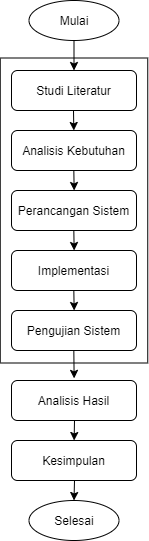 Mulai
Studi Literatur
Analisis Kebutuhan
Perancangan Sistem
Implementasi
Pengujian Sistem
Analisis Hasil
Kesimpulan
Selesai